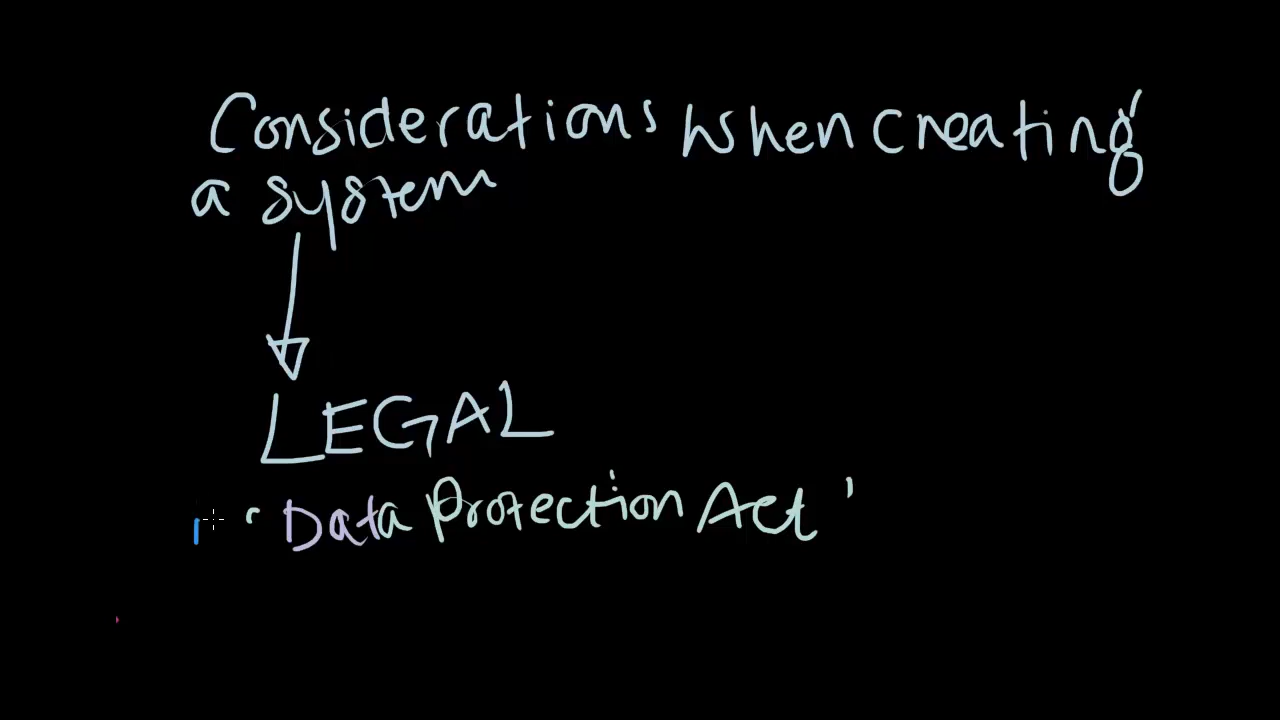 Considerations when creating
a system
LEGAL
' Data Protection Act '